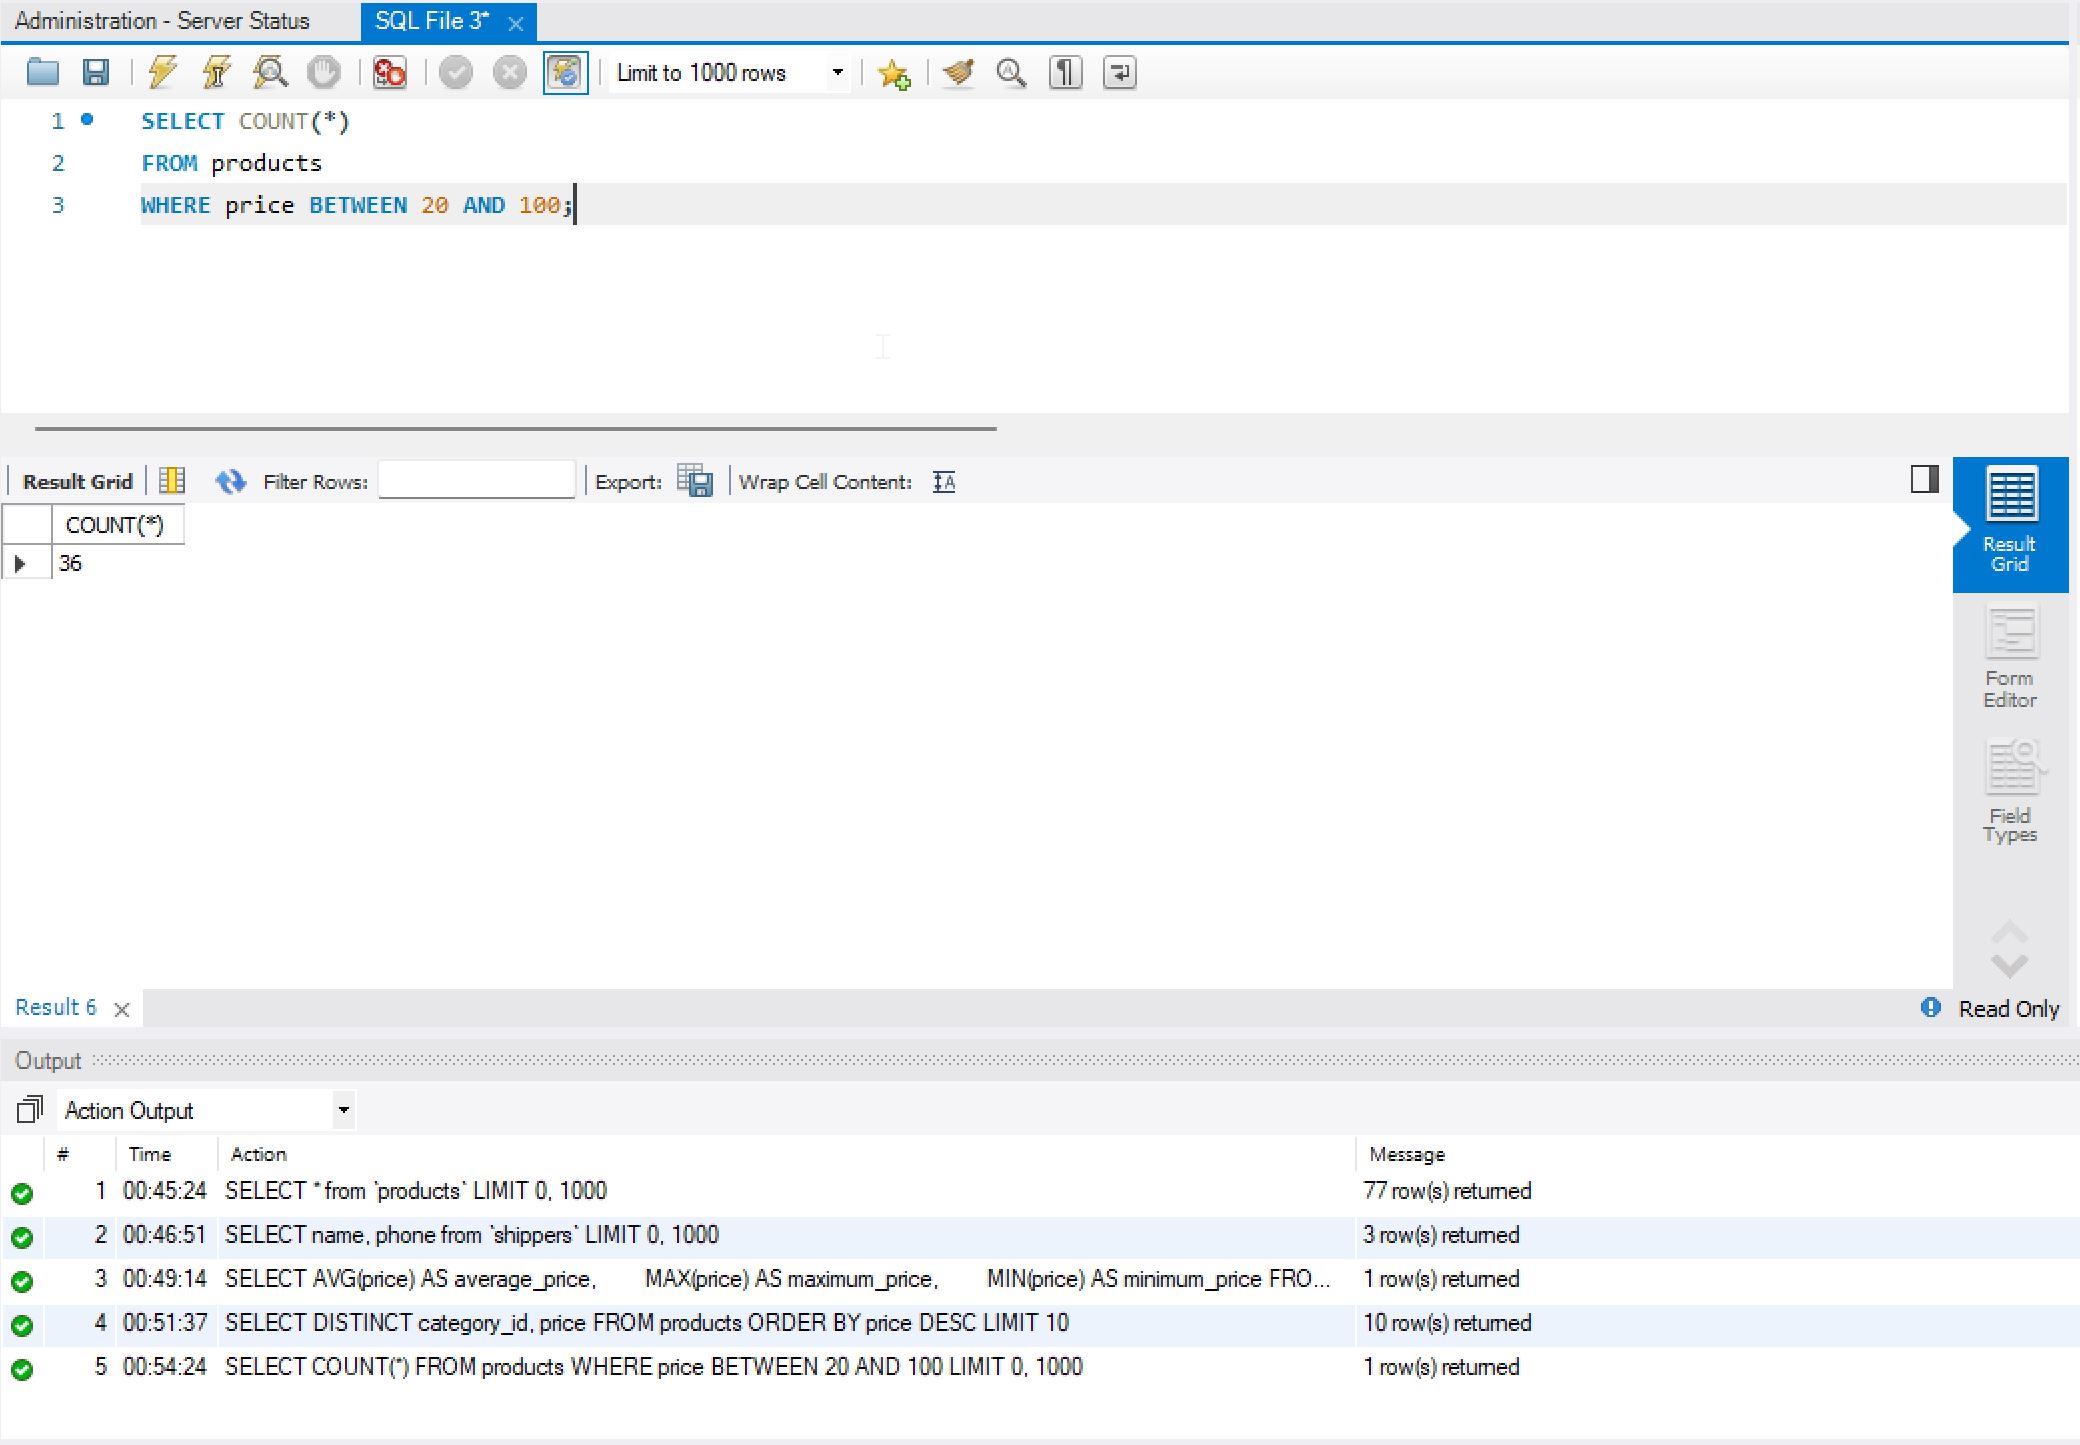 Administration - Server Status
SQL File 3*
Limit to 1000 rows
1 SELECT COUNT(*)
2 FROM products
3 WHERE price BETWEEN 20 AND 100;
Result Grid Filter Rows: Export: Wrap Cell Content:
COUNT(*)
36
Result
Grid
Form
Editor
Field
Types
Result 6 Read Only
Output
Action Output
# Time Action Message
1 00:45:24 SELECT * from `products` LIMIT 0, 1000 77 row(s) returned
2 00:46:51 SELECT name, phone from `shippers` LIMIT 0, 1000 3 row(s) returned
3 00:49:14 SELECT AVG(price) AS average_price, MAX(price) AS maximum_price, MIN(price) AS minimum_price FRO... 1 row(s) returned
4 00:51:37 SELECT DISTINCT category_id, price FROM products ORDER BY price DESC LIMIT 10 10 row(s) returned
5 00:54:24 SELECT COUNT(*) FROM products WHERE price BETWEEN 20 AND 100 LIMIT 0, 1000 1 row(s) returned